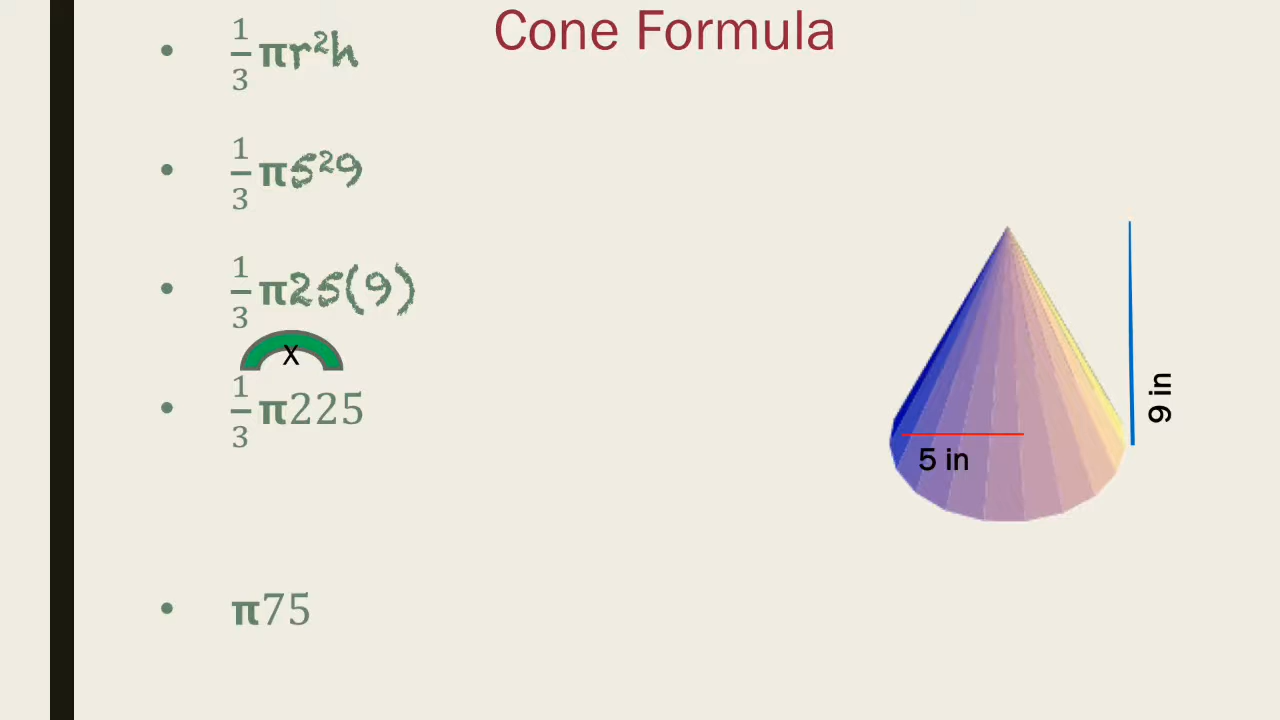 Cone Formula
• 1/3 πr²h
• 1/3 π5²9
• 1/3 π25(9)
X
• 1/3 π225
• π75
9 in
5 in